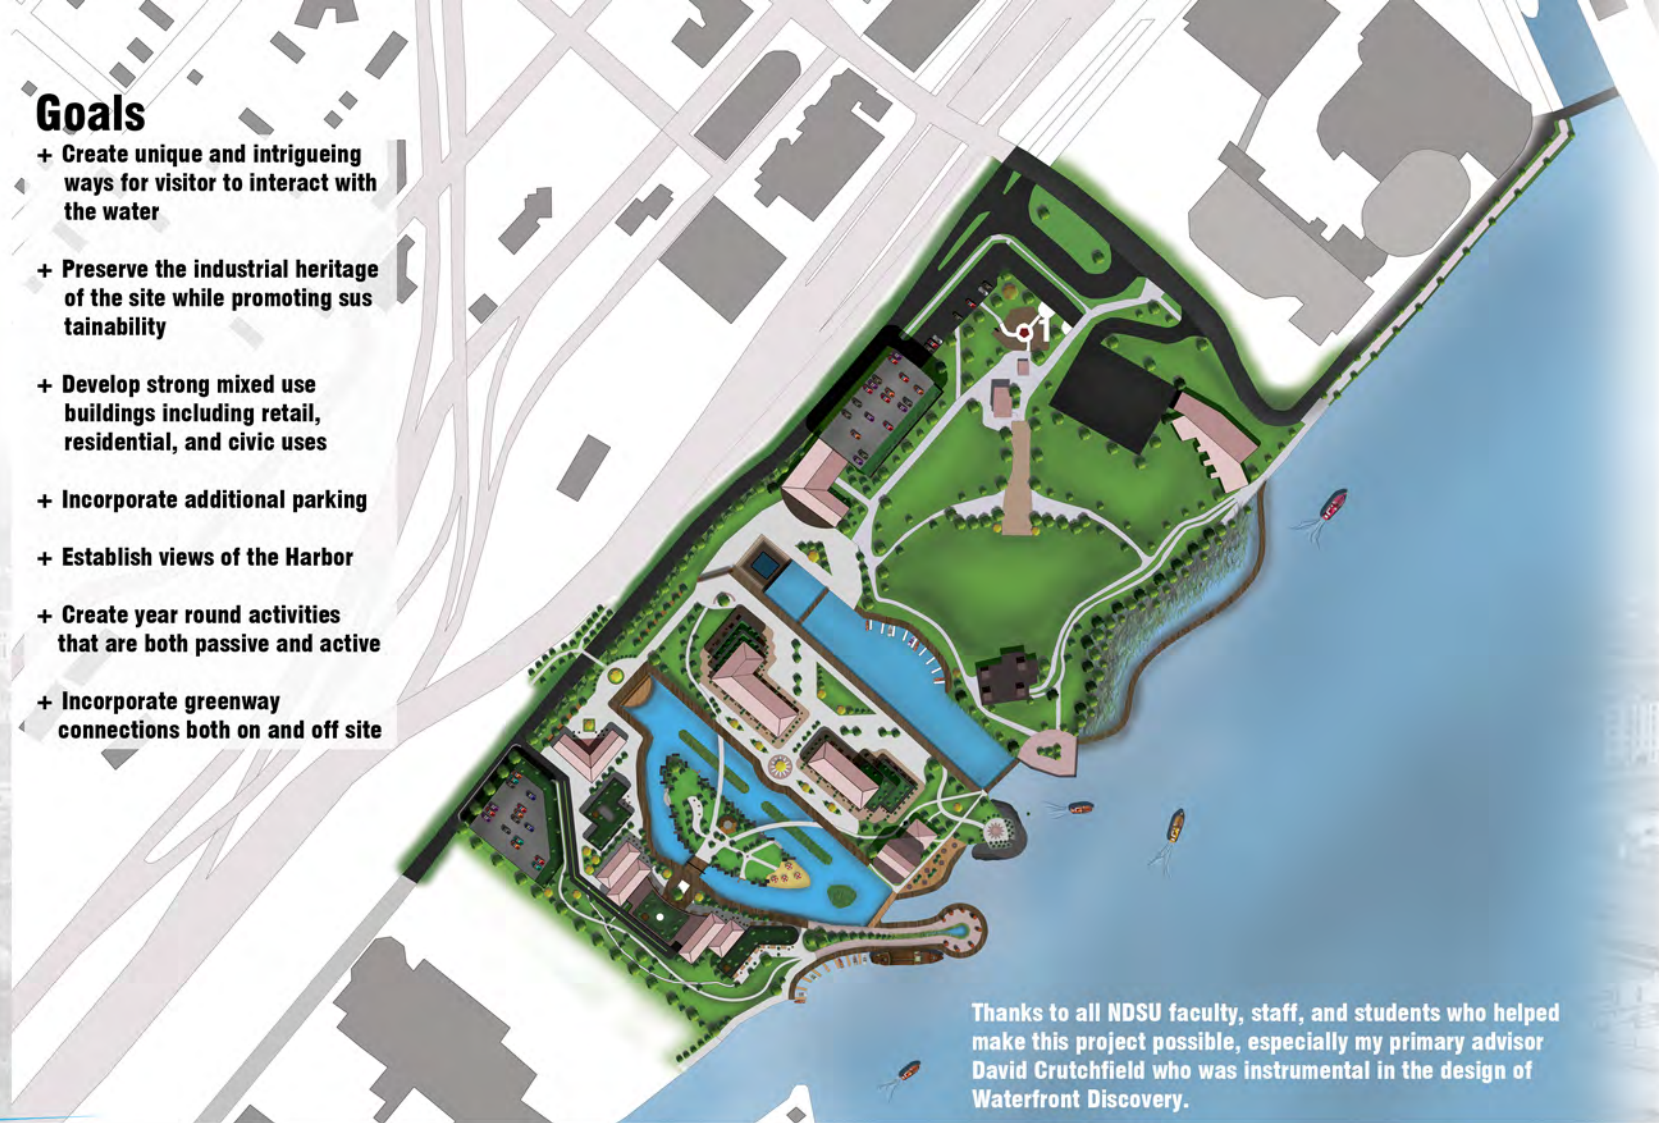 Goals
+ Create unique and intrigueing
ways for visitor to interact with
the water
+ Preserve the industrial heritage
of the site while promoting sus
tainability
+ Develop strong mixed use
buildings including retail,
residential, and civic uses
+ Incorporate additional parking
+ Establish views of the Harbor
+ Create year round activities
that are both passive and active
+ Incorporate greenway
connections both on and off site
Thanks to all NDSU faculty, staff, and students who helped
make this project possible, especially my primary advisor
David Crutchfield who was instrumental in the design of
Waterfront Discovery.